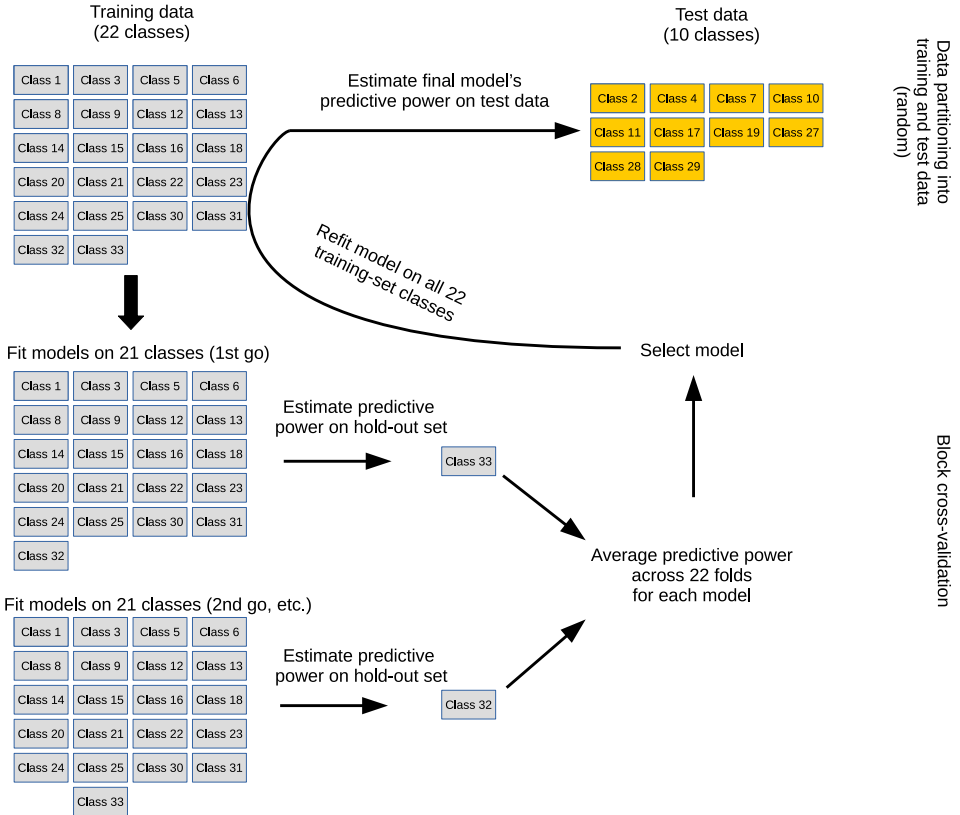 Training data
(22 classes)
Test data
(10 classes)
Class 1 Class 3 Class 5 Class 6
Class 8 Class 9 Class 12 Class 13
Class 14 Class 15 Class 16 Class 18
Class 20 Class 21 Class 22 Class 23
Class 24 Class 25 Class 30 Class 31
Class 32 Class 33
Estimate final model's
predictive power on test data
Class 2 Class 4 Class 7 Class 10
Class 11 Class 17 Class 19 Class 27
Class 28 Class 29
Data partitioning into
training and test data
(random)
Refit model on all 22
training-set classes
Select model
Fit models on 21 classes (1st go)
Class 1 Class 3 Class 5 Class 6
Class 8 Class 9 Class 12 Class 13
Class 14 Class 15 Class 16 Class 18
Class 20 Class 21 Class 22 Class 23
Class 24 Class 25 Class 30 Class 31
Class 32
Estimate predictive
power on hold-out set
Class 33
Average predictive power
across 22 folds
for each model
Block cross-validation
Fit models on 21 classes (2nd go, etc.)
Class 1 Class 3 Class 5 Class 6
Class 8 Class 9 Class 12 Class 13
Class 14 Class 15 Class 16 Class 18
Class 20 Class 21 Class 22 Class 23
Class 24 Class 25 Class 30 Class 31
Class 33
Estimate predictive
power on hold-out set
Class 32